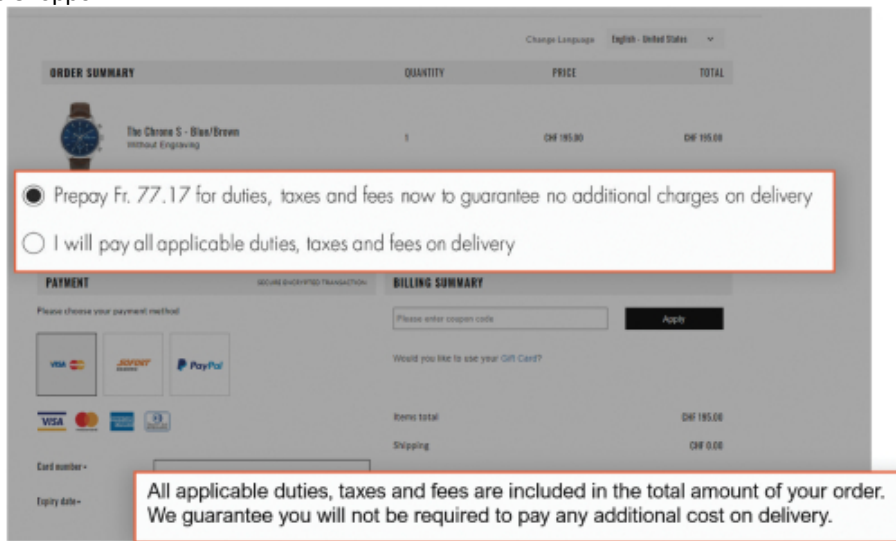 Change Language English - United States
ORDER SUMMARY QUANTITY PRICE TOTAL
The Chrono S - Blue/Brown
Without Engraving
1 CHF 195.00 CHF 195.00
Prepay Fr. 77.17 for duties, taxes and fees now to guarantee no additional charges on delivery
I will pay all applicable duties, taxes and fees on delivery
PAYMENT SECURE ENCRYPTED TRANSACTION BILLING SUMMARY
Please choose your payment method
Please enter coupon code Apply
VISA SOFORT PayPal
Would you like to use your Gift Card?
VISA
Items total CHF 195.00
Shipping CHF 0.00
Card number*
Expiry date*
All applicable duties, taxes and fees are included in the total amount of your order.
We guarantee you will not be required to pay any additional cost on delivery.